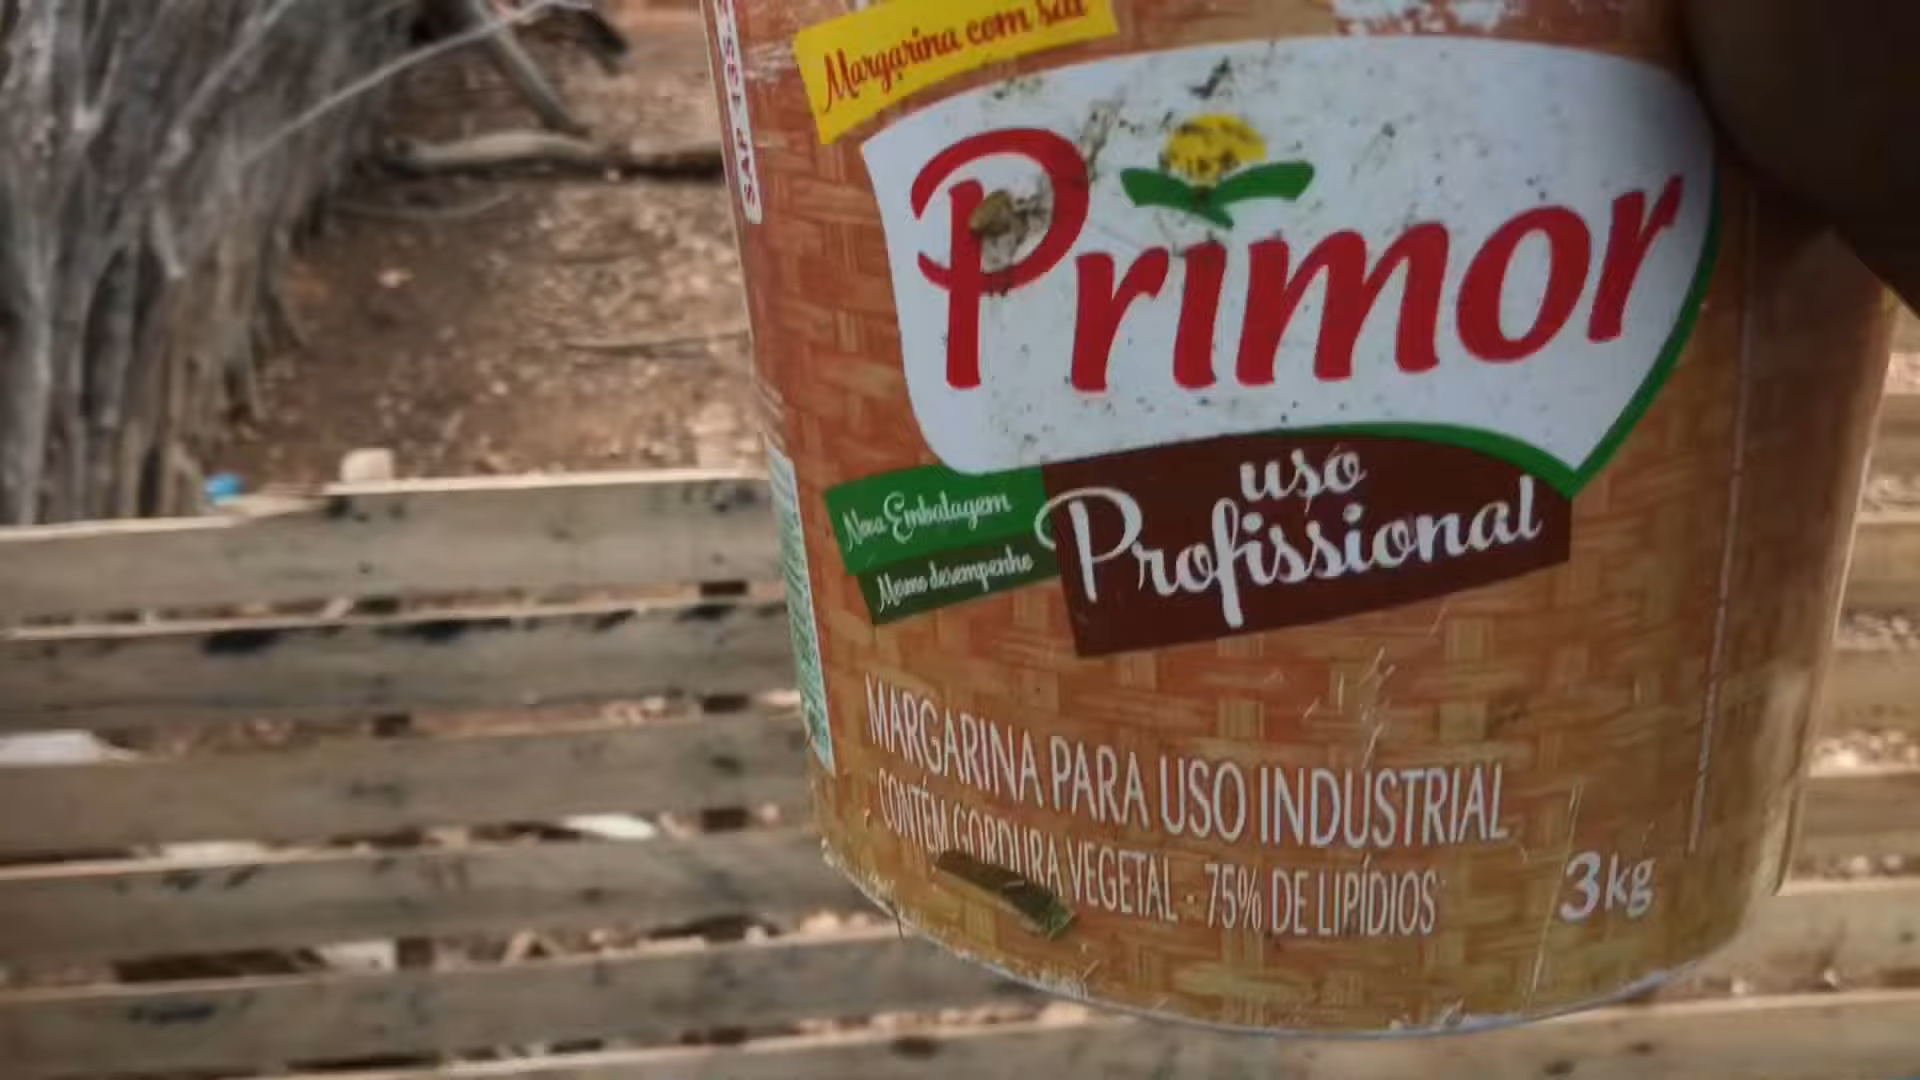 Margarina com sal
Primor
uso
Profissional
Nova Embalagem
Mesmo desempenho
MARGARINA PARA USO INDUSTRIAL
CONTÉM GORDURA VEGETAL - 75% DE LIPÍDIOS
3kg